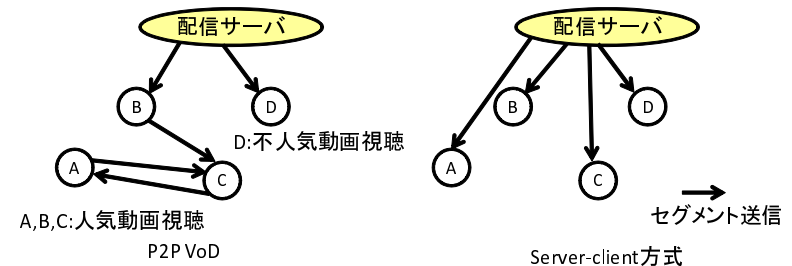 配信サーバ
B
D
D:不人気動画視聴
A
C
A,B,C:人気動画視聴
P2P VoD
配信サーバ
B
D
A
C
セグメント送信
Server-client方式